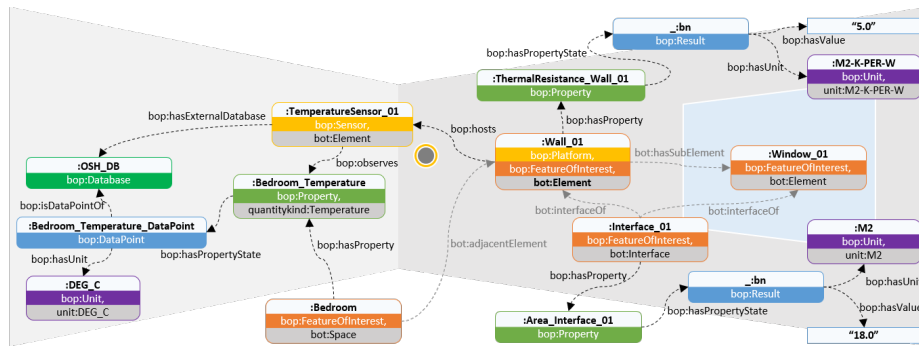 _:bn
bop:Result
"5.0"
bop:hasValue
bop:hasPropertyState
bop:hasUnit
:M2-K-PER-W
bop:Unit,
unit:M2-K-PER-W
:ThermalResistance_Wall_01
bop:Property
bop:hasProperty
:TemperatureSensor_01
bop:Sensor,
bot:Element
bop:hasExternalDatabase
bop:hosts
bop:observes
:Wall_01
bop:Platform,
bop:FeatureOfInterest,
bot:Element
bot:hasSubElement
:Window_01
bop:FeatureOfInterest,
bot:Element
:OSH_DB
bop:Database
:Bedroom_Temperature
bop:Property,
quantitykind:Temperature
bop:isDataPointOf
bot:interfaceOf
bot:interfaceOf
:Bedroom_Temperature_DataPoint
bop:DataPoint
bop:hasUnit
bop:hasPropertyState
bop:hasProperty
bot:adjacentElement
:Interface_01
bop:FeatureOfInterest,
bot:Interface
:M2
bop:Unit,
unit:M2
:DEG_C
bop:Unit,
unit:DEG_C
bop:hasProperty
_:bn
bop:Result
bop:hasUnit
:Bedroom
bop:FeatureOfInterest,
bot:Space
:Area_Interface_01
bop:Property
bop:hasPropertyState
bop:hasValue
"18.0"